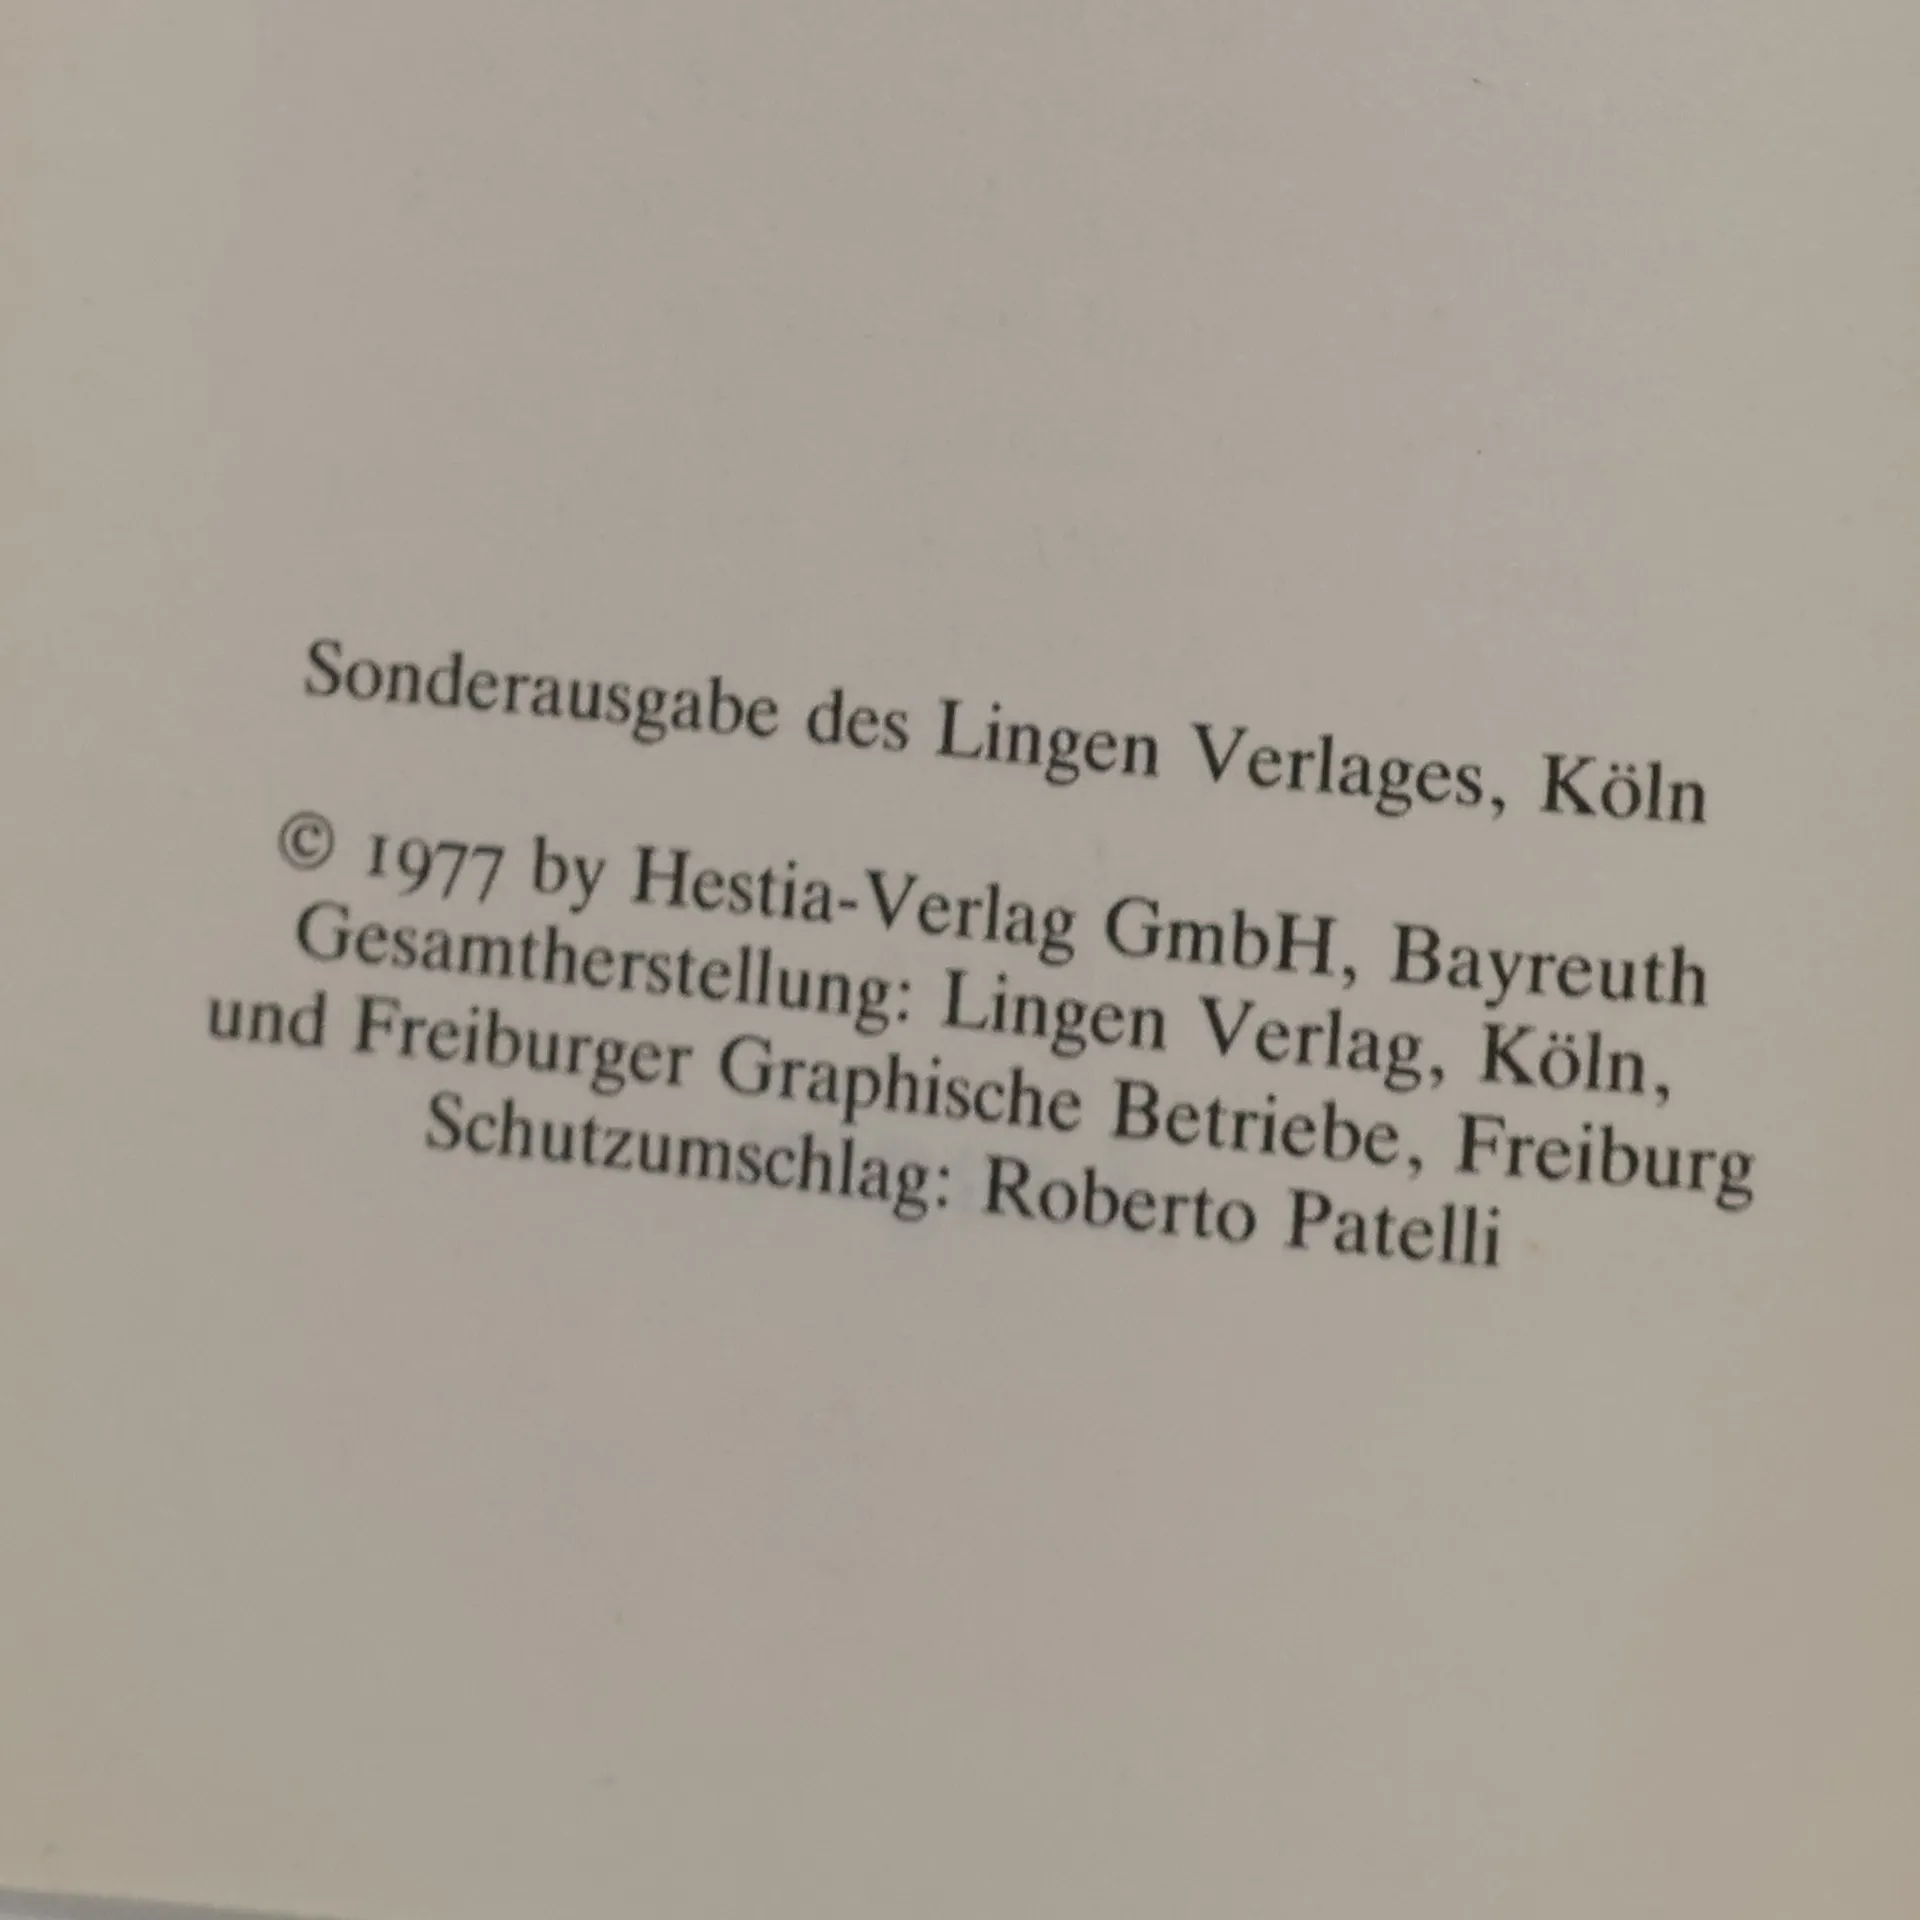 Sonderausgabe des Lingen Verlages, Köln
© 1977 by Hestia-Verlag GmbH, Bayreuth
Gesamtherstellung: Lingen Verlag, Köln,
und Freiburger Graphische Betriebe, Freiburg
Schutzumschlag: Roberto Patelli